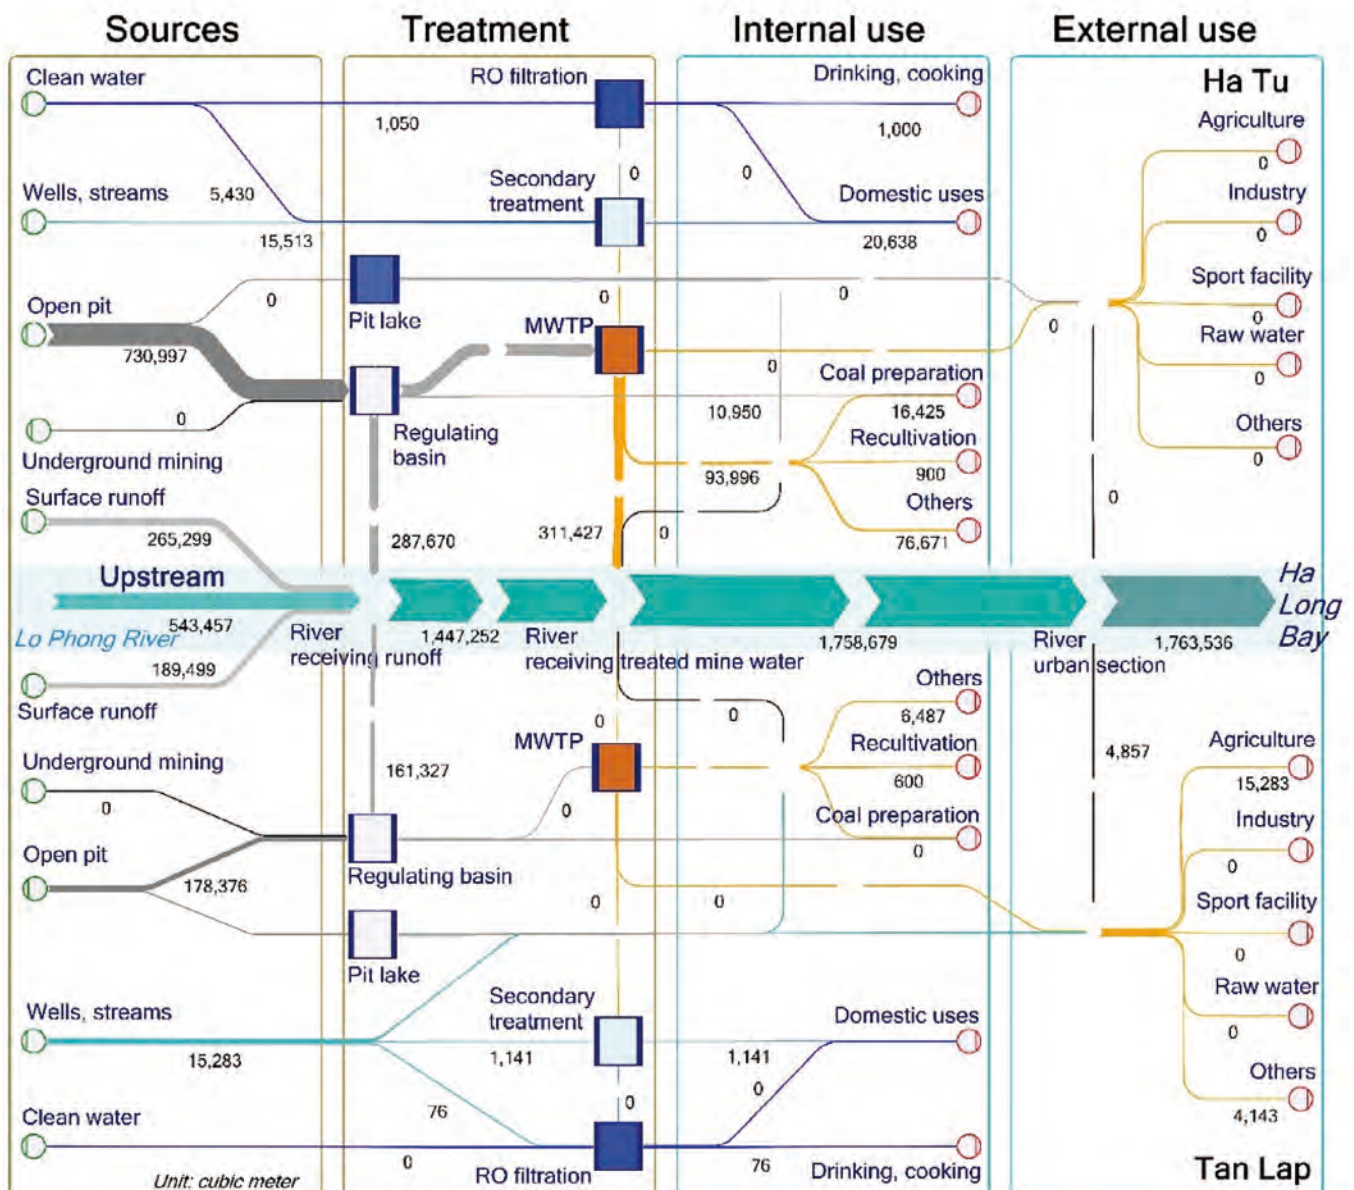 Sources
Treatment
Internal use
External use
Clean water
RO filtration
Drinking, cooking
Ha Tu
Agriculture
1,050
1,000
0
Wells, streams
5,430
Secondary
treatment
0
0
Domestic uses
Industry
15,513
20,638
0
Open pit
0
Pit lake
0
MWTP
0
Sport facility
0
0
Raw water
730,997
0
Coal preparation
0
0
10,950
16,425
Regulating
basin
Recultivation
Others
Underground mining
93,996
900
0
Surface runoff
Others
0
265,299
287,670
311,427
0
76,671
Upstream
Ha
Long
Bay
543,457
Lo Phong River
River
receiving runoff
1,447,252
River
receiving treated mine water
1,758,679
River
urban section
1,763,536
189,499
Surface runoff
Others
0
0
6,487
MWTP
Recultivation
Agriculture
Underground mining
161,327
600
4,857
15,283
0
0
Coal preparation
Industry
Open pit
0
0
178,376
Regulating basin
0
0
Sport facility
0
Pit lake
Raw water
Wells, streams
Secondary
treatment
Domestic uses
0
15,283
1,141
1,141
Others
0
76
0
4,143
Clean water
0
RO filtration
76
Drinking, cooking
Tan Lap
Unit: cubic meter